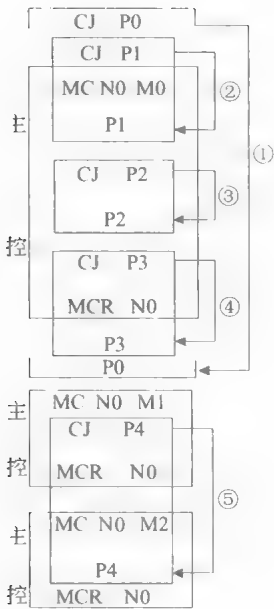 CJ P0
CJ P1
MC N0 M0
②
主
P1
①
CJ P2
③
P2
控
CJ P3
MCR N0
④
P3
P0
主 MC N0 M1
CJ P4
控 MCR N0
⑤
主 MC N0 M2
P4
控 MCR N0